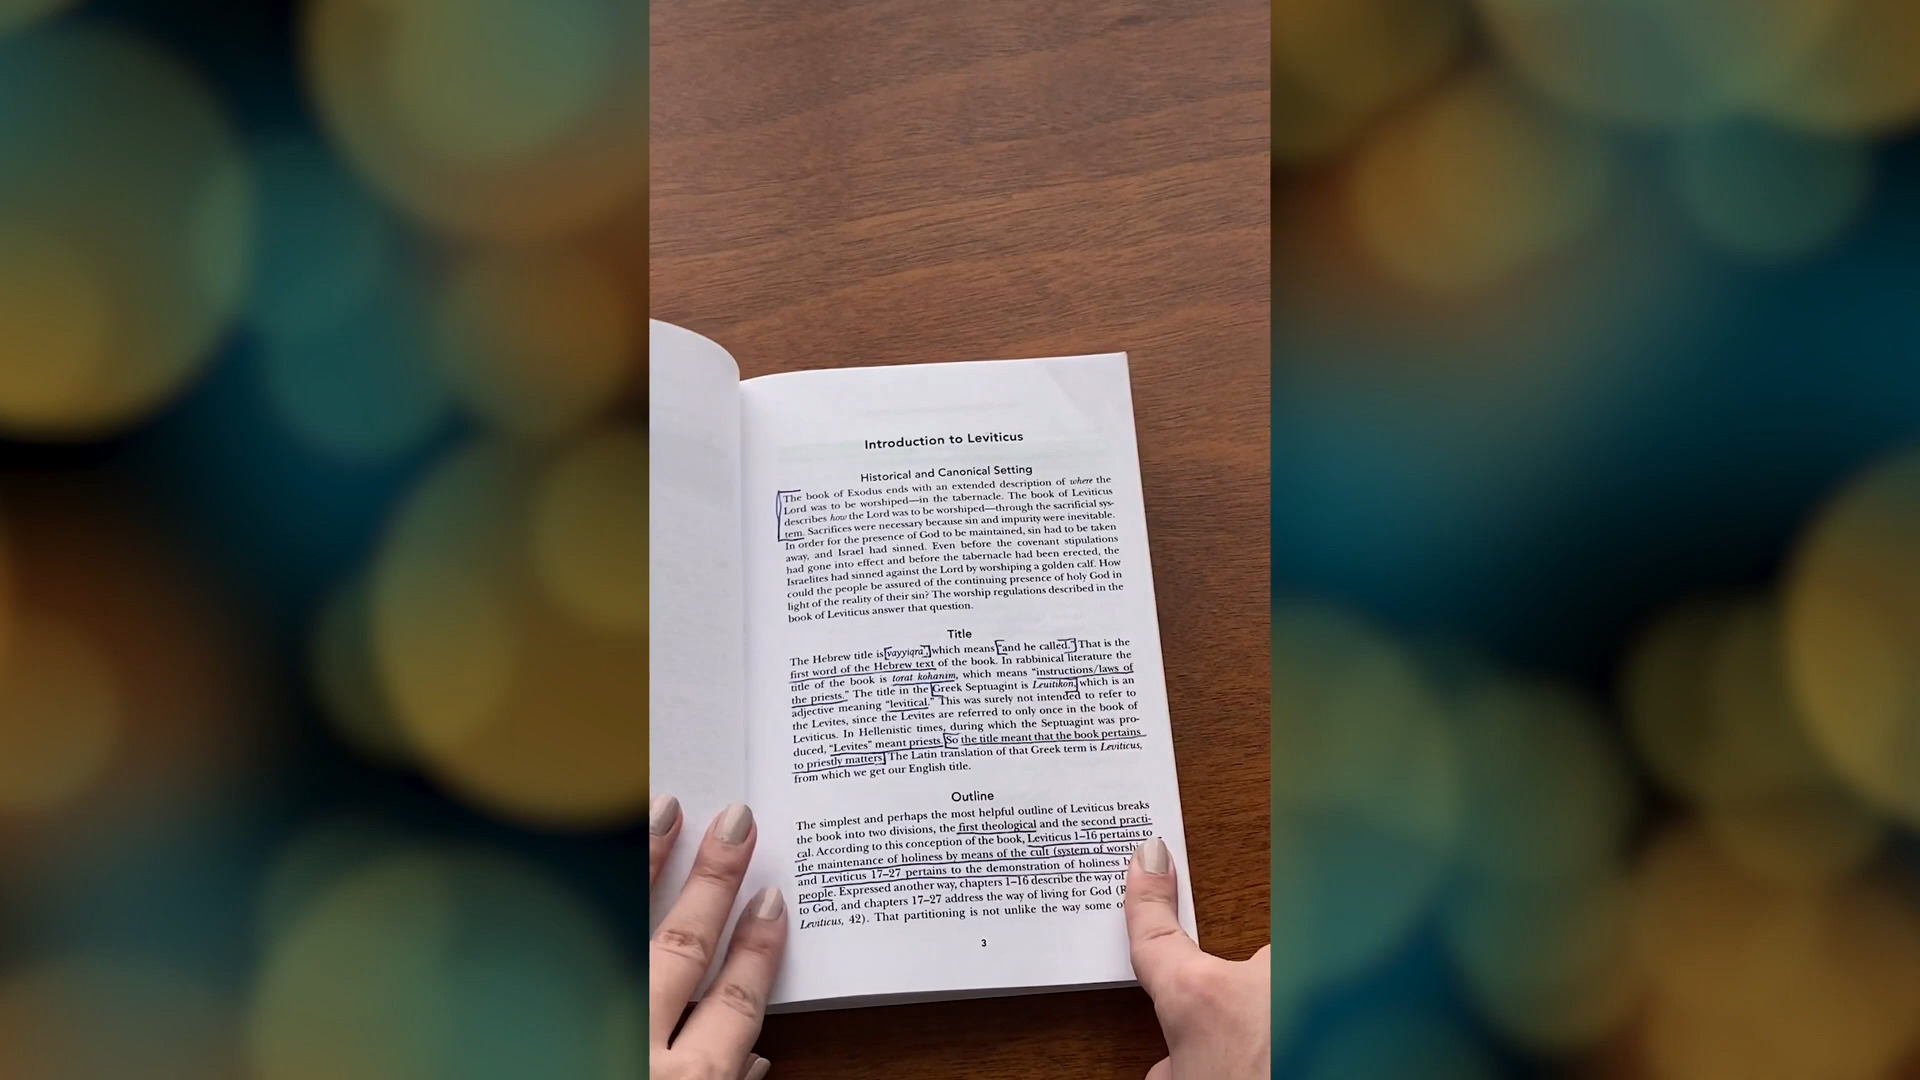 Introduction to Leviticus
Historical and Canonical Setting
The book of Exodus ends with an extended description of where the
Lord was to be worshiped—in the tabernacle. The book of Leviticus
describes how the Lord was to be worshiped—through the sacrificial sys-
tem. Sacrifices were necessary because sin and impurity were inevitable.
In order for the presence of God to be maintained, sin had to be taken
away, and Israel had sinned. Even before the covenant stipulations
had gone into effect and before the tabernacle had been erected, the
Israelites had sinned against the Lord by worshiping a golden calf. How
could the people be assured of the continuing presence of holy God in
light of the reality of their sin? The worship regulations described in the
book of Leviticus answer that question.
Title
The Hebrew title is vayyiqra, which means "and he called." That is the
first word of the Hebrew text of the book. In rabbinical literature the
title of the book is torat kohanim, which means "instructions/laws of
the priests." The title in the Greek Septuagint is Leuitikon, which is an
adjective meaning "levitical." This was surely not intended to refer to
the Levites, since the Levites are referred to only once in the book of
Leviticus. In Hellenistic times, during which the Septuagint was pro-
duced, "Levites" meant priests. So the title meant that the book pertains
to priestly matters. The Latin translation of that Greek term is Leviticus,
from which we get our English title.
Outline
The simplest and perhaps the most helpful outline of Leviticus breaks
the book into two divisions, the first theological and the second practi-
cal. According to this conception of the book, Leviticus 1–16 pertains to
the maintenance of holiness by means of the cult (system of
and Leviticus 17–27 pertains to the demonstration of holiness
people. Expressed another way, chapters 1–16 describe the way of
to God, and chapters 17–27 address the way of living for God
Leviticus, 42). That partitioning is not unlike the way some
3